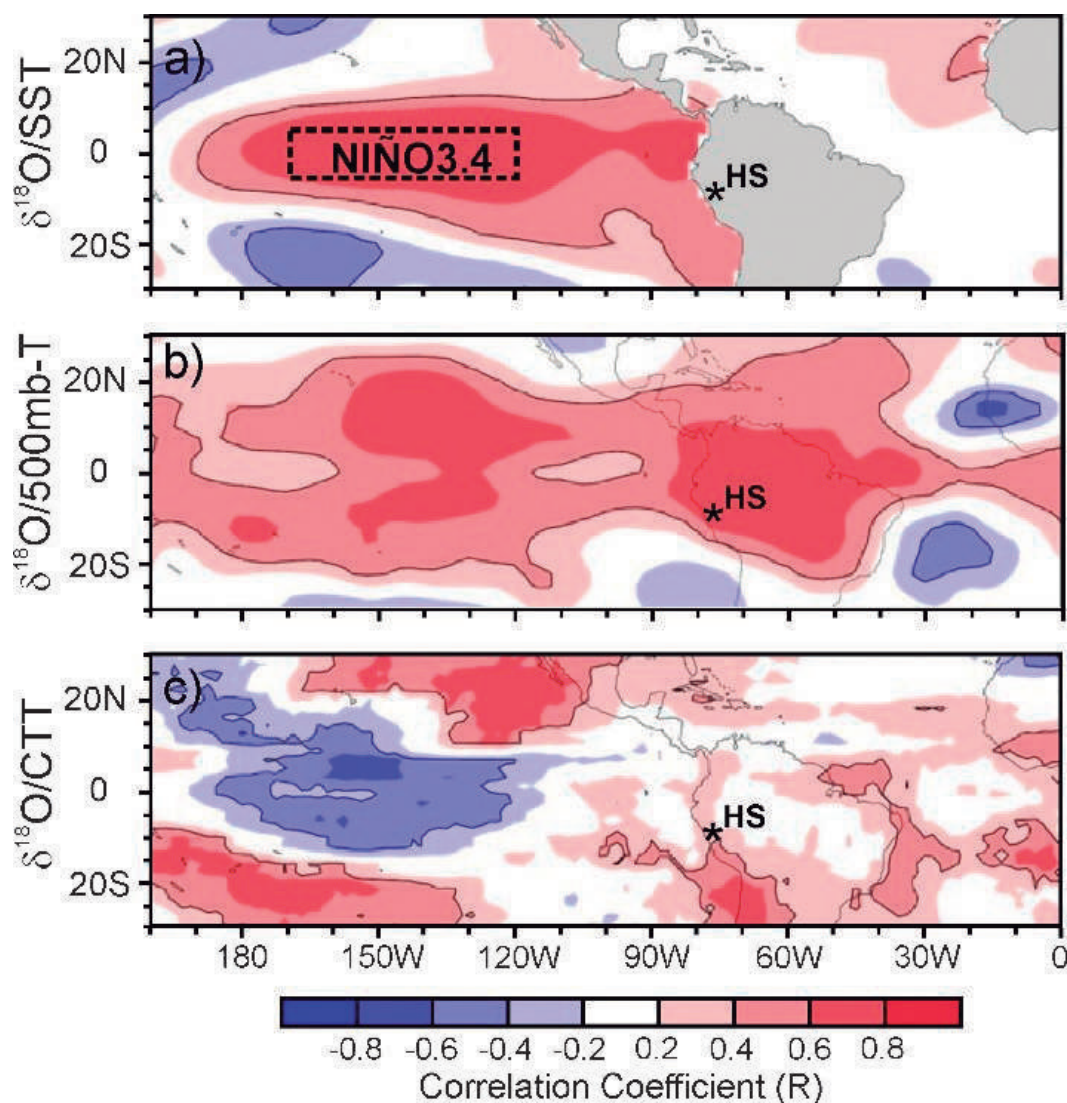 a)
δ18O/SST
20N
0
20S
NIÑO3.4
*HS
b)
δ18O/500mb-T
20N
0
20S
*HS
c)
δ18O/CTT
20N
0
20S
*HS
180 150W 120W 90W 60W 30W 0
-0.8 -0.6 -0.4 -0.2 0.2 0.4 0.6 0.8
Correlation Coefficient (R)